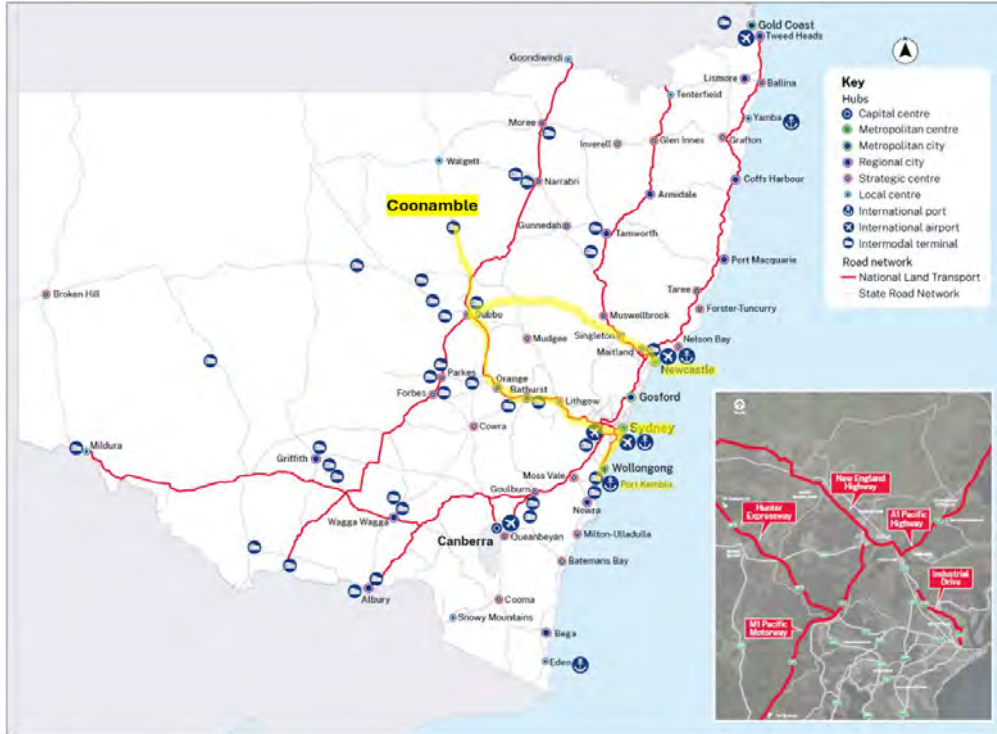 Gold Coast
Tweed Heads
Goondiwindi
Lismore
Ballina
Tenterfield
Yamba
Moree
Inverell
Glen Innes
Grafton
Walgett
Narrabri
Coffs Harbour
Armidale
Coonamble
Gunnedah
Tamworth
Port Macquarie
Broken Hill
Taree
Forster-Tuncurry
Dubbo
Muswellbrook
Singleton
Nelson Bay
Mudgee
Maitland
Newcastle
Parkes
Orange
Bathurst
Forbes
Lithgow
Gosford
Cowra
Sydney
Mildura
Griffith
Wollongong
Moss Vale
Port Kembla
Goulburn
Nowra
Wagga Wagga
Canberra
Queanbeyan
Milton-Ulladulla
Batemans Bay
Albury
Cooma
Snowy Mountains
Bega
Eden
Key
Hubs
Capital centre
Metropolitan centre
Metropolitan city
Regional city
Strategic centre
Local centre
International port
International airport
Intermodal terminal
Road network
National Land Transport
State Road Network
New England
Highway
Hunter
Expressway
A1 Pacific
Highway
Industrial
Drive
M1 Pacific
Motorway